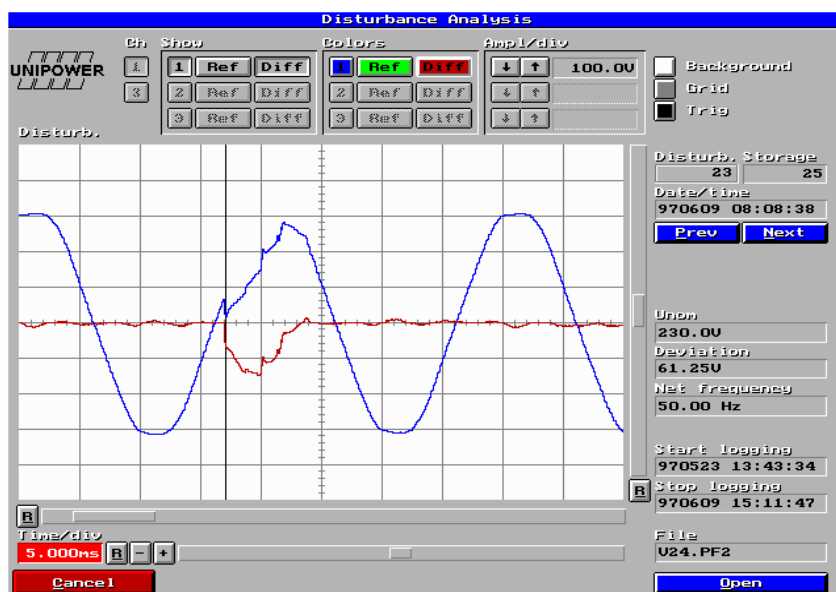 Disturbance Analysis
UNIPOWER
Ch Show Colors Ampl/div
1 1 Ref Diff 1 Ref Diff 100.0V Background
3 2 Ref Diff 2 Ref Diff Grid
3 Ref Diff 3 Ref Diff Trig
Disturb.
Disturb. Storage
23 25
Date/time
970609 08:08:38
Prev Next
Unom
230.0V
Deviation
61.25V
Net frequency
50.00 Hz
Start logging
970523 13:43:34
Stop logging
970609 15:11:47
R
R
Time/div
5.000ms R - +
File
V24.PF2
Cancel Open